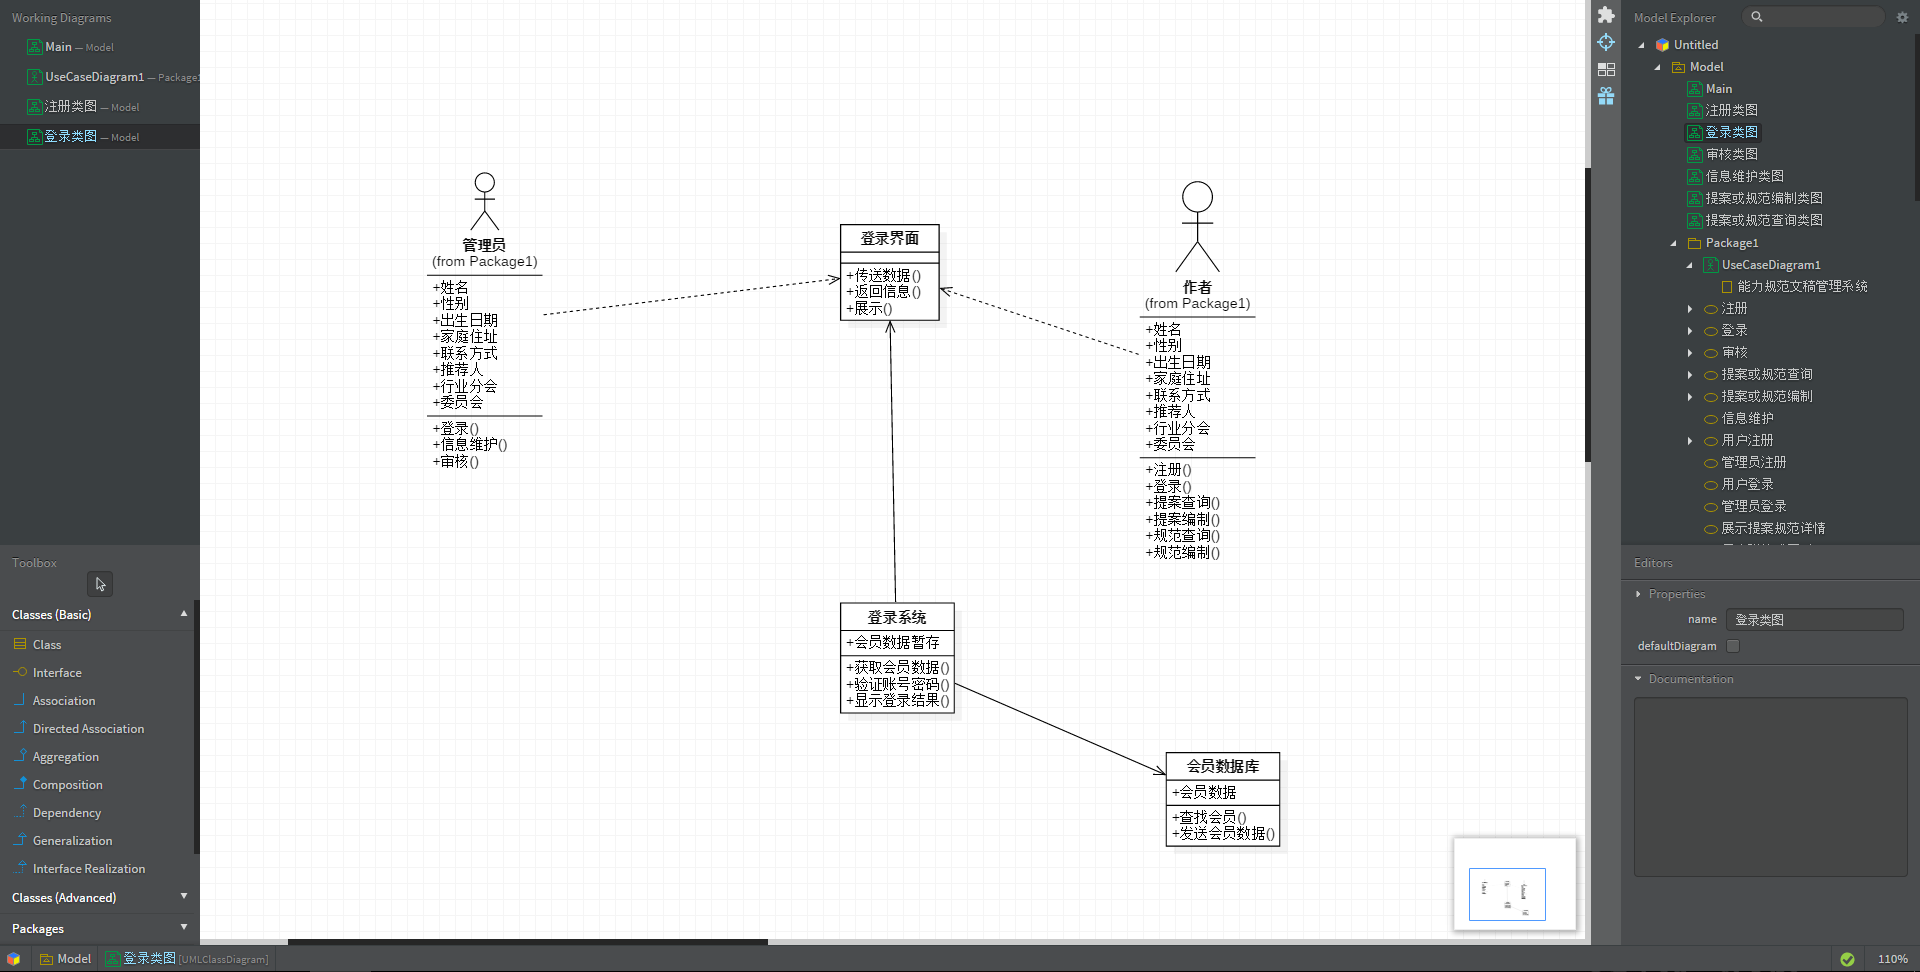 Working Diagrams
Main — Model
UseCaseDiagram1 — Package1
注册类图 — Model
登录类图 — Model
Toolbox
Classes (Basic)
Class
Interface
Association
Directed Association
Aggregation
Composition
Dependency
Generalization
Interface Realization
Classes (Advanced)
Packages
管理员
(from Package1)
+姓名
+性别
+出生日期
+家庭住址
+联系方式
+推荐人
+行业分会
+委员会
+登录()
+信息维护()
+审核()
登录界面
+传送数据()
+返回信息()
+展示()
作者
(from Package1)
+姓名
+性别
+出生日期
+家庭住址
+联系方式
+推荐人
+行业分会
+委员会
+注册()
+登录()
+提案查询()
+提案编制()
+规范查询()
+规范编制()
登录系统
+会员数据暂存
+获取会员数据()
+验证账号密码()
+显示登录结果()
会员数据库
+会员数据
+查找会员()
+发送会员数据()
Model Explorer
Untitled
Model
Main
注册类图
登录类图
审核类图
信息维护类图
提案或规范编制类图
提案或规范查询类图
Package1
UseCaseDiagram1
能力规范文稿管理系统
注册
登录
审核
提案或规范查询
提案或规范编制
信息维护
用户注册
管理员注册
用户登录
管理员登录
展示提案规范详情
Editors
Properties
name 登录类图
defaultDiagram
Documentation
Model 登录类图 [UMLClassDiagram]
110%